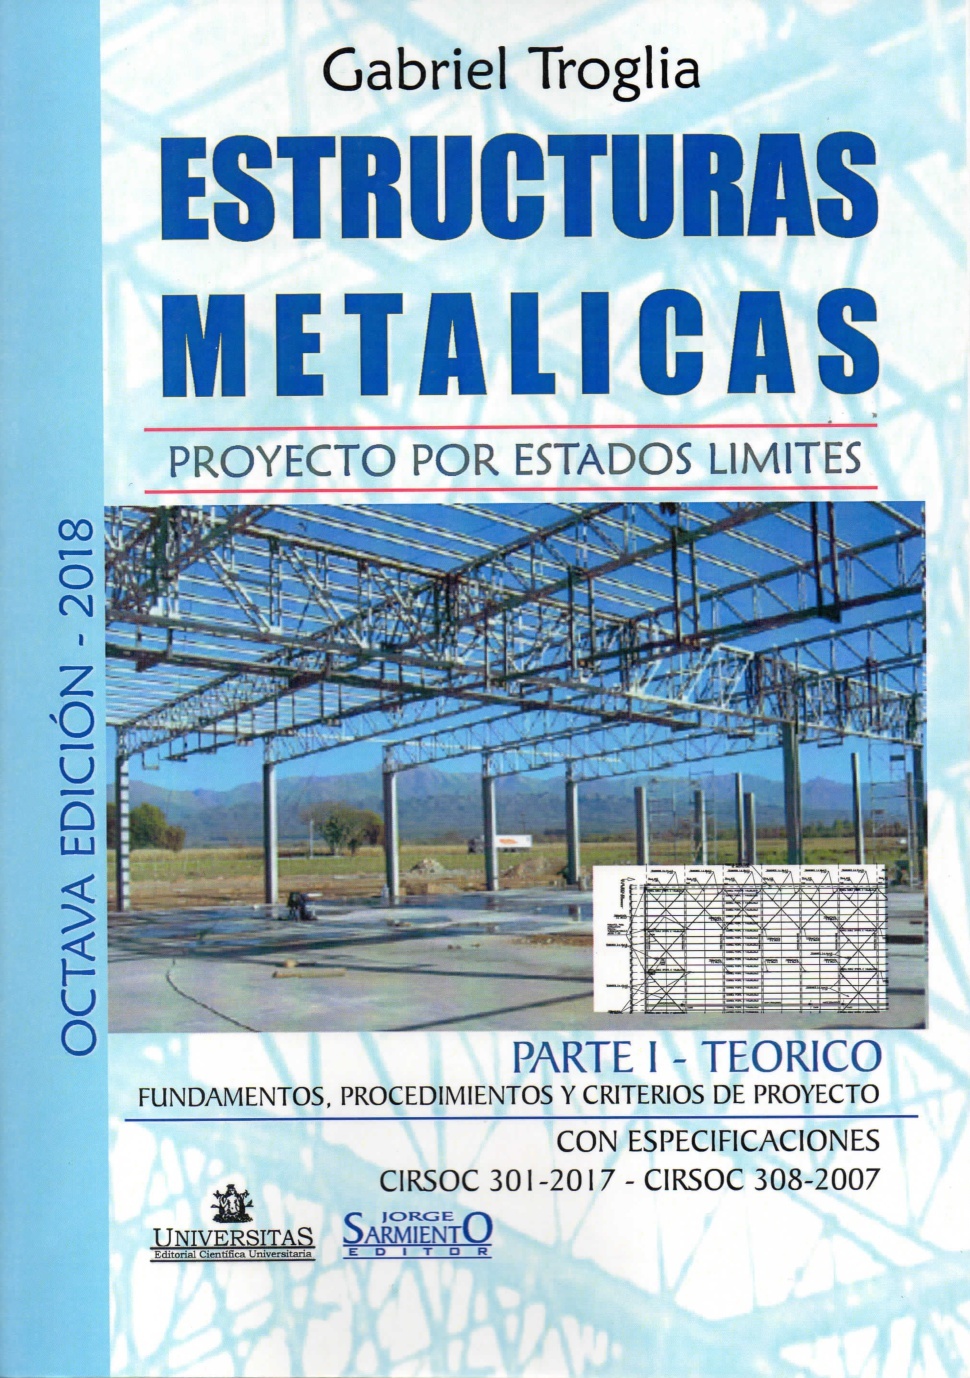 Gabriel Troglia
ESTRUCTURAS
METALICAS
PROYECTO POR ESTADOS LIMITES
OCTAVA EDICIÓN - 2018
PARTE I - TEORICO
FUNDAMENTOS, PROCEDIMIENTOS Y CRITERIOS DE PROYECTO
CON ESPECIFICACIONES
CIRSOC 301-2017 - CIRSOC 308-2007
UNIVERSITAS
Editorial Científica Universitaria
JORGE
SARMIENTO
EDITOR